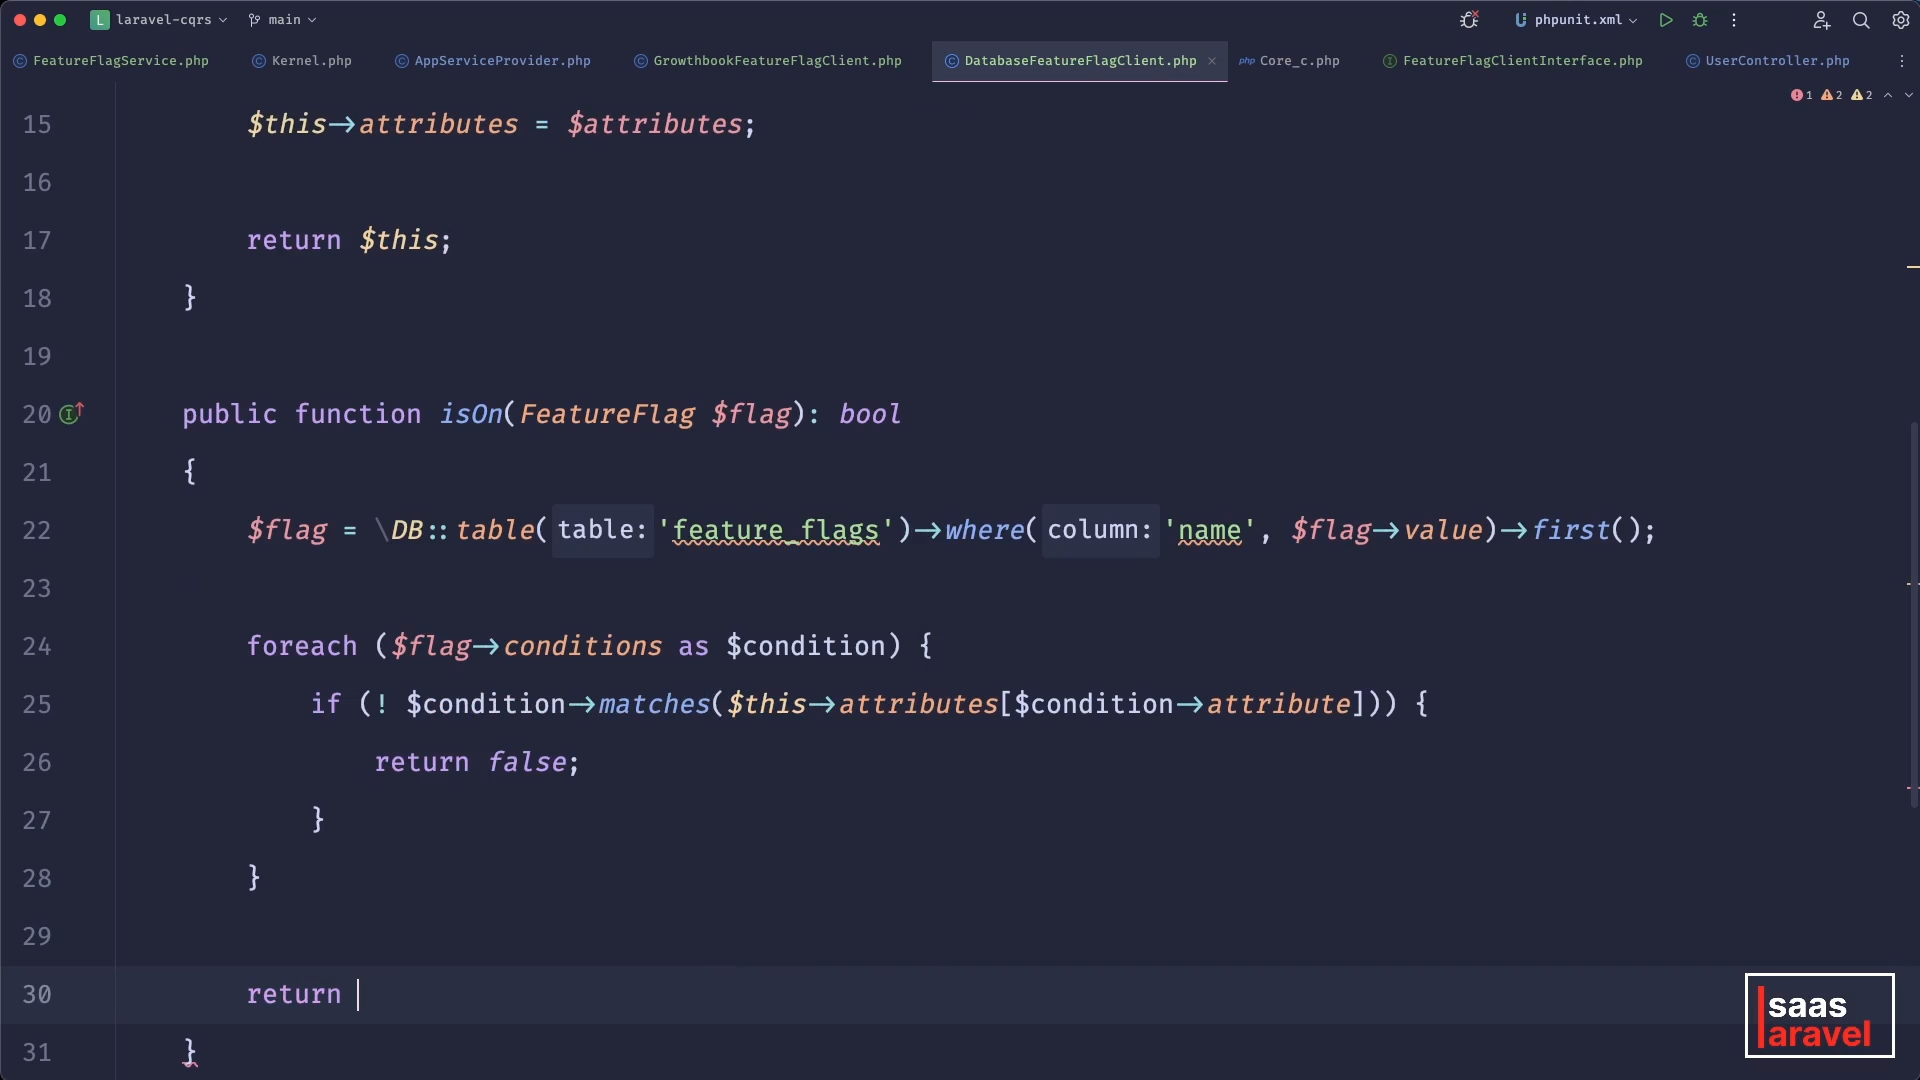 L laravel-cqrs main phpunit.xml
FeatureFlagService.php Kernel.php AppServiceProvider.php GrowthbookFeatureFlagClient.php DatabaseFeatureFlagClient.php php Core_c.php FeatureFlagClientInterface.php UserController.php
1 2 2
15 $this->attributes = $attributes;
16
17 return $this;
18 }
19
20 public function isOn(FeatureFlag $flag): bool
21 {
22 $flag = \DB::table( table: 'feature_flags')->where( column: 'name', $flag->value)->first();
23
24 foreach ($flag->conditions as $condition) {
25 if (! $condition->matches($this->attributes[$condition->attribute])) {
26 return false;
27 }
28 }
29
30 return
31 }
saas
laravel